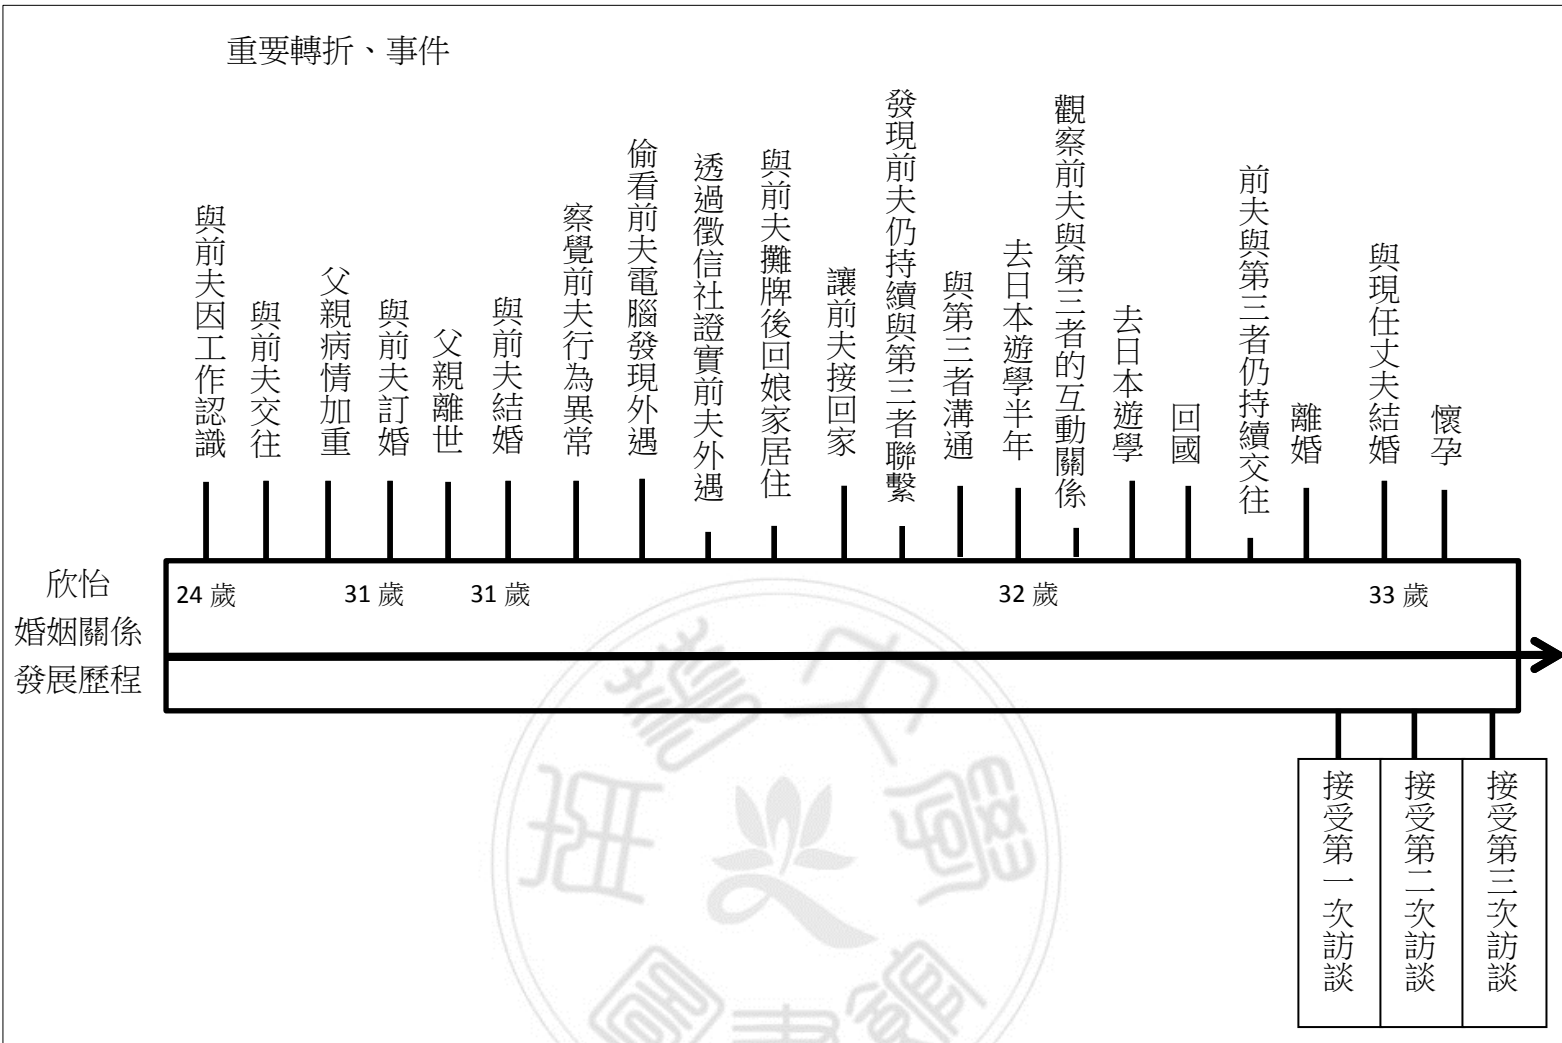 重要轉折、事件
與前夫因工作認識
與前夫交往
父親病情加重
與前夫訂婚
父親離世
與前夫結婚
察覺前夫行為異常
偷看前夫電腦發現外遇
透過徵信社證實前夫外遇
與前夫攤牌後回娘家居住
讓前夫接回家
發現前夫仍持續與第三者聯繫
與第三者溝通
去日本遊學半年
觀察前夫與第三者的互動關係
去日本遊學
回國
前夫與第三者仍持續交往
離婚
與現任丈夫結婚
懷孕
欣怡
婚姻關係
發展歷程
24 歲
31 歲
31 歲
32 歲
33 歲
接受第一次訪談
接受第二次訪談
接受第三次訪談